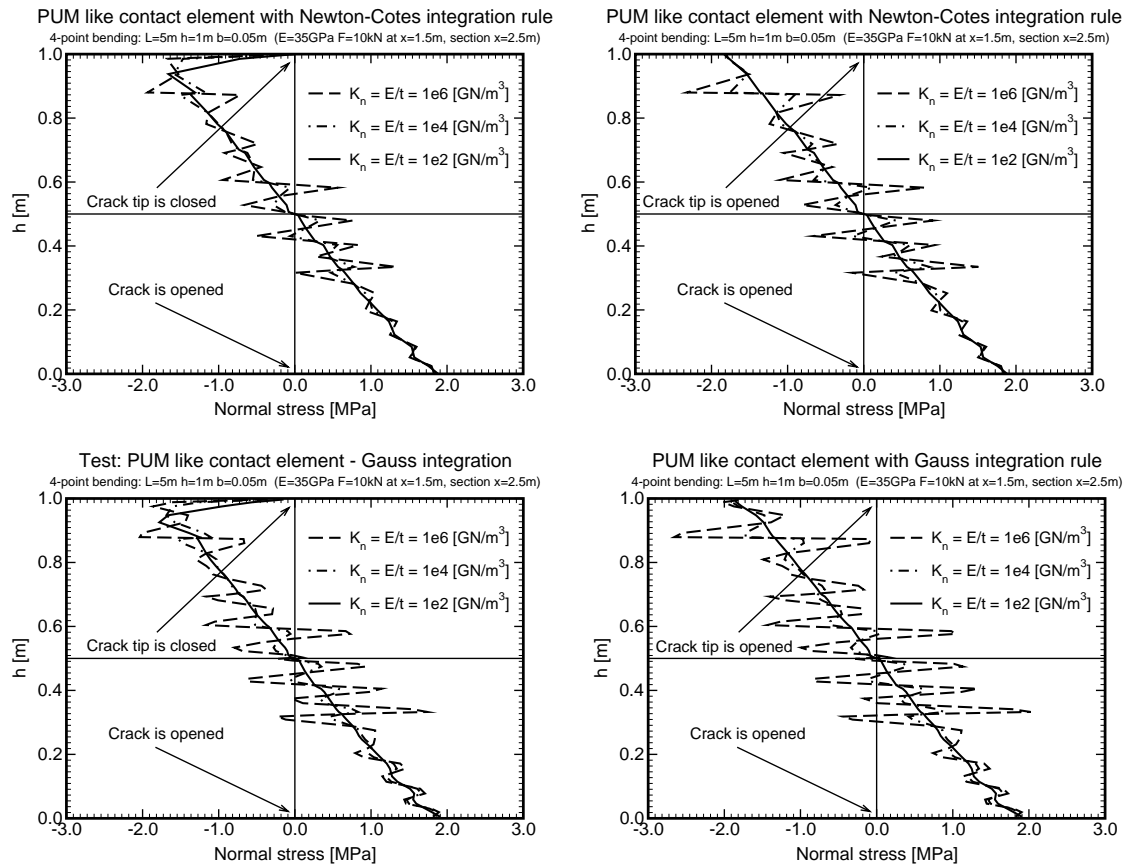 PUM like contact element with Newton-Cotes integration rule
4-point bending: L=5m h=1m b=0.05m (E=35GPa F=10kN at x=1.5m, section x=2.5m)
1.0
0.8
0.6
0.4
0.2
0.0
h [m]
K_n = E/t = 1e6 [GN/m^3]
K_n = E/t = 1e4 [GN/m^3]
K_n = E/t = 1e2 [GN/m^3]
Crack tip is closed
Crack is opened
-3.0 -2.0 -1.0 0.0 1.0 2.0 3.0
Normal stress [MPa]
PUM like contact element with Newton-Cotes integration rule
4-point bending: L=5m h=1m b=0.05m (E=35GPa F=10kN at x=1.5m, section x=2.5m)
1.0
0.8
0.6
0.4
0.2
0.0
h [m]
K_n = E/t = 1e6 [GN/m^3]
K_n = E/t = 1e4 [GN/m^3]
K_n = E/t = 1e2 [GN/m^3]
Crack tip is opened
Crack is opened
-3.0 -2.0 -1.0 0.0 1.0 2.0 3.0
Normal stress [MPa]
Test: PUM like contact element - Gauss integration
4-point bending: L=5m h=1m b=0.05m (E=35GPa F=10kN at x=1.5m, section x=2.5m)
1.0
0.8
0.6
0.4
0.2
0.0
h [m]
K_n = E/t = 1e6 [GN/m^3]
K_n = E/t = 1e4 [GN/m^3]
K_n = E/t = 1e2 [GN/m^3]
Crack tip is closed
Crack is opened
-3.0 -2.0 -1.0 0.0 1.0 2.0 3.0
Normal stress [MPa]
PUM like contact element with Gauss integration rule
4-point bending: L=5m h=1m b=0.05m (E=35GPa F=10kN at x=1.5m, section x=2.5m)
1.0
0.8
0.6
0.4
0.2
0.0
h [m]
K_n = E/t = 1e6 [GN/m^3]
K_n = E/t = 1e4 [GN/m^3]
K_n = E/t = 1e2 [GN/m^3]
Crack tip is opened
Crack is opened
-3.0 -2.0 -1.0 0.0 1.0 2.0 3.0
Normal stress [MPa]